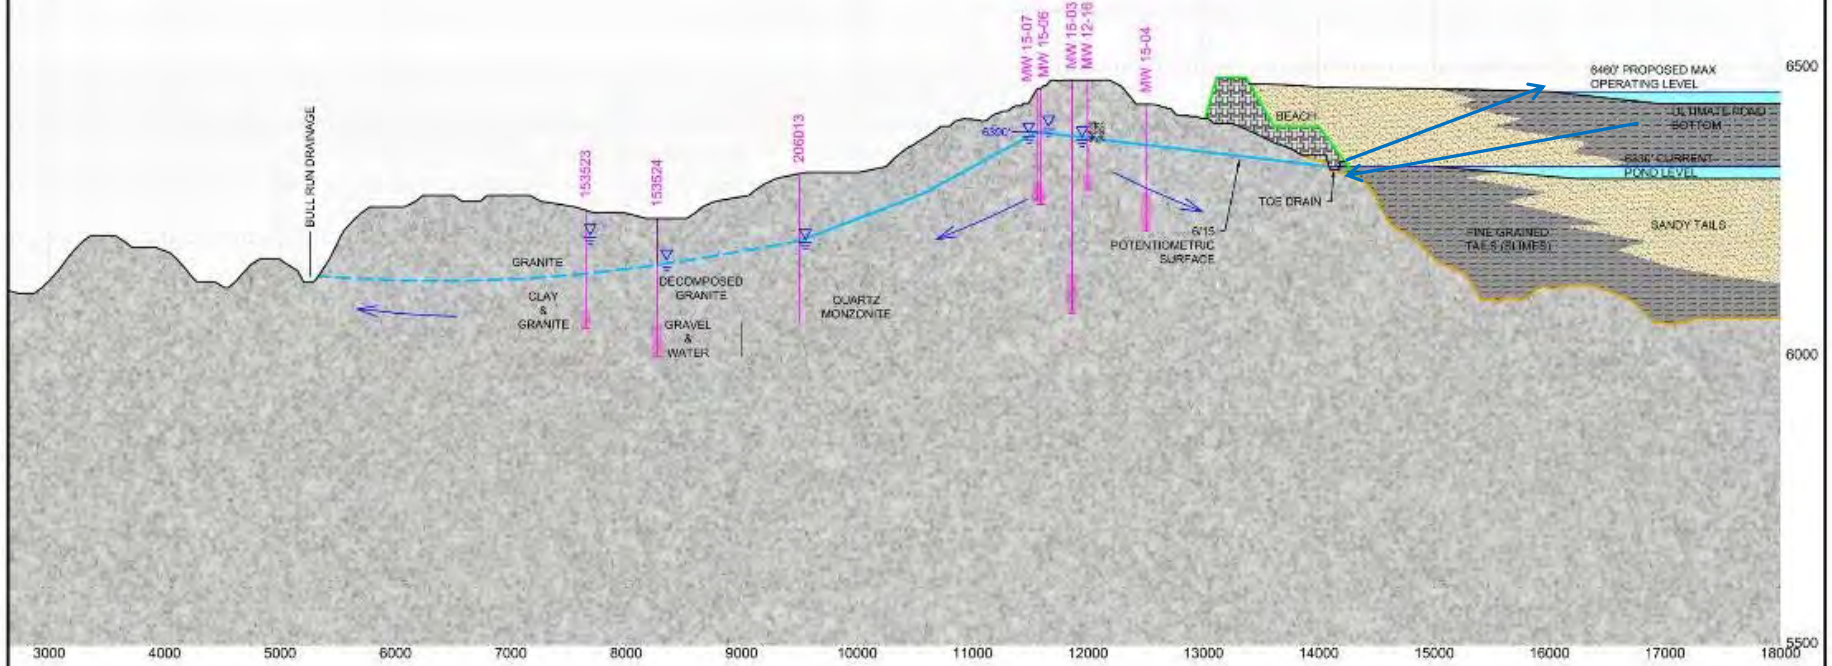 MW 15-07
MW 15-06
MW 15-03
MW 12-16
MW 15-04
6460' PROPOSED MAX
OPERATING LEVEL
6500
ULTIMATE POND
BOTTOM
BEACH
BULL RUN DRAINAGE
153523
153524
206013
6390'
CURRENT
POND LEVEL
TOE DRAIN
6/15
POTENTIOMETRIC
SURFACE
FINE GRAINED
TAILS (SLIMES)
SANDY TAILS
GRANITE
CLAY
&
GRANITE
DECOMPOSED
GRANITE
GRAVEL
&
WATER
QUARTZ
MONZONITE
6000
5500
3000
4000
5000
6000
7000
8000
9000
10000
11000
12000
13000
14000
15000
16000
17000
18000